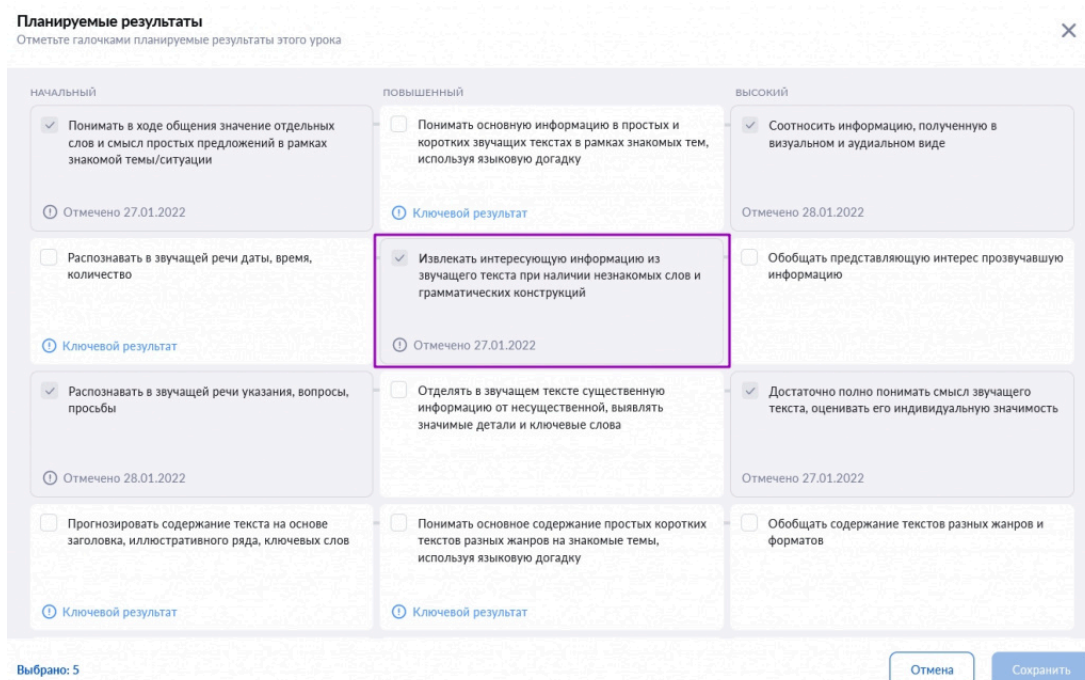 Планируемые результаты
Отметьте галочками планируемые результаты этого урока
НАЧАЛЬНЫЙ
ПОВЫШЕННЫЙ
ВЫСОКИЙ
Понимать в ходе общения значение отдельных
слов и смысл простых предложений в рамках
знакомой темы/ситуации
Отмечено 27.01.2022
Понимать основную информацию в простых и
коротких звучащих текстах в рамках знакомых тем,
используя языковую догадку
Ключевой результат
Соотносить информацию, полученную в
визуальном и аудиальном виде
Отмечено 28.01.2022
Распознавать в звучащей речи даты, время,
количество
Ключевой результат
Извлекать интересующую информацию из
звучащего текста при наличии незнакомых слов и
грамматических конструкций
Отмечено 27.01.2022
Обобщать представляющую интерес прозвучавшую
информацию
Распознавать в звучащей речи указания, вопросы,
просьбы
Отмечено 28.01.2022
Отделять в звучащем тексте существенную
информацию от несущественной, выявлять
значимые детали и ключевые слова
Достаточно полно понимать смысл звучащего
текста, оценивать его индивидуальную значимость
Отмечено 27.01.2022
Прогнозировать содержание текста на основе
заголовка, иллюстративного ряда, ключевых слов
Ключевой результат
Понимать основное содержание простых коротких
текстов разных жанров на знакомые темы,
используя языковую догадку
Ключевой результат
Обобщать содержание текстов разных жанров и
форматов
Выбрано: 5
Отмена
Сохранить